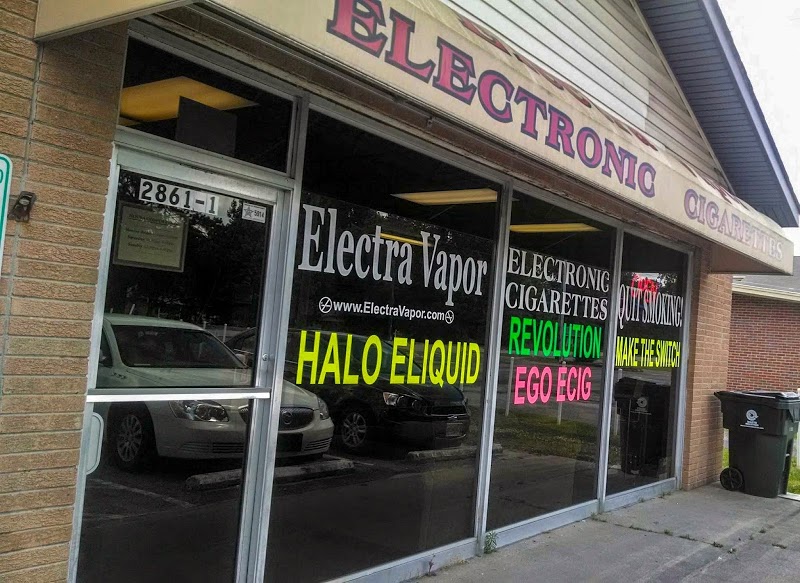 ELECTRONIC CIGARETTES
2861-1
5014
Electra Vapor
www.ElectraVapor.com
HALO ELIQUID
ELECTRONIC
CIGARETTES
REVOLUTION
EGO ECIG
QUIT SMOKING!
MAKE THE SWITCH